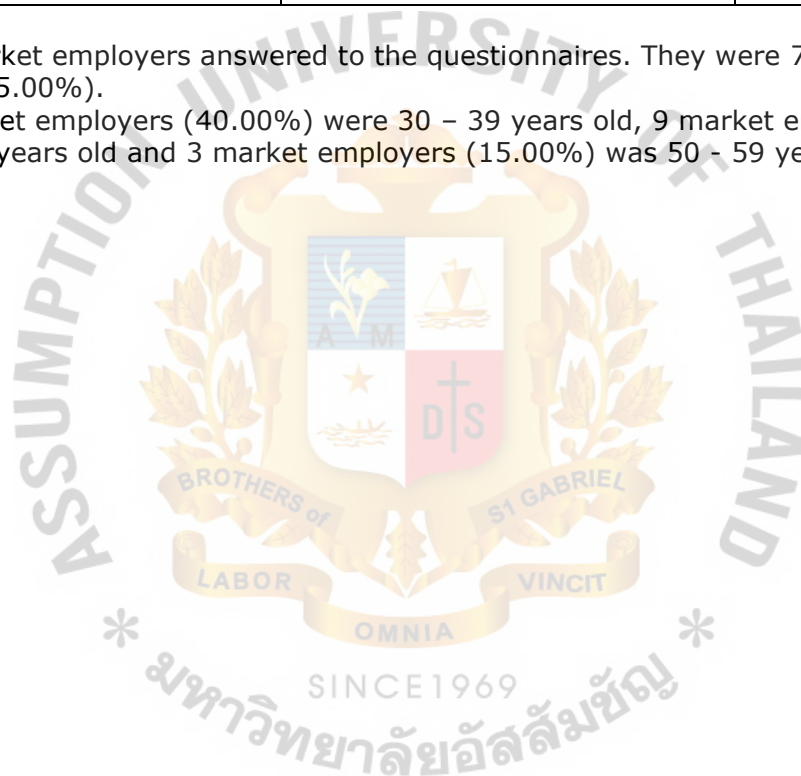 ket employers answered to the questionnaires. They were 7
5.00%).
et employers (40.00%) were 30 – 39 years old, 9 market e
years old and 3 market employers (15.00%) was 50 - 59 ye
ASSUMPTION UNIVERSITY OF THAILAND
A M
D S
BROTHERS of S1 GABRIEL
LABOR VINCIT
OMNIA
* SINCE1969 *
มหาวิทยาลัยอัสสัมชัญ